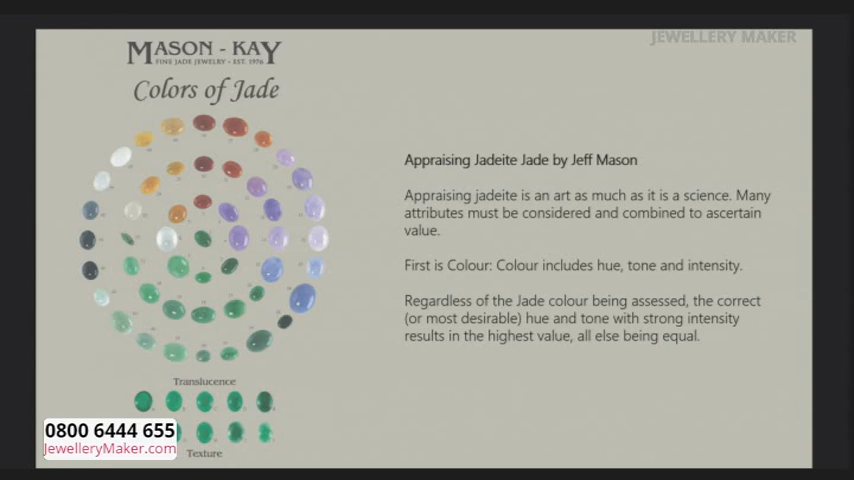 JEWELLERY MAKER
MASON - KAY
FINE JADE JEWELRY • EST. 1976
Colors of Jade
Appraising Jadeite Jade by Jeff Mason
Appraising jadeite is an art as much as it is a science. Many
attributes must be considered and combined to ascertain
value.
First is Colour: Colour includes hue, tone and intensity.
Regardless of the Jade colour being assessed, the correct
(or most desirable) hue and tone with strong intensity
results in the highest value, all else being equal.
Translucence
Texture
0800 6444 655
JewelleryMaker.com